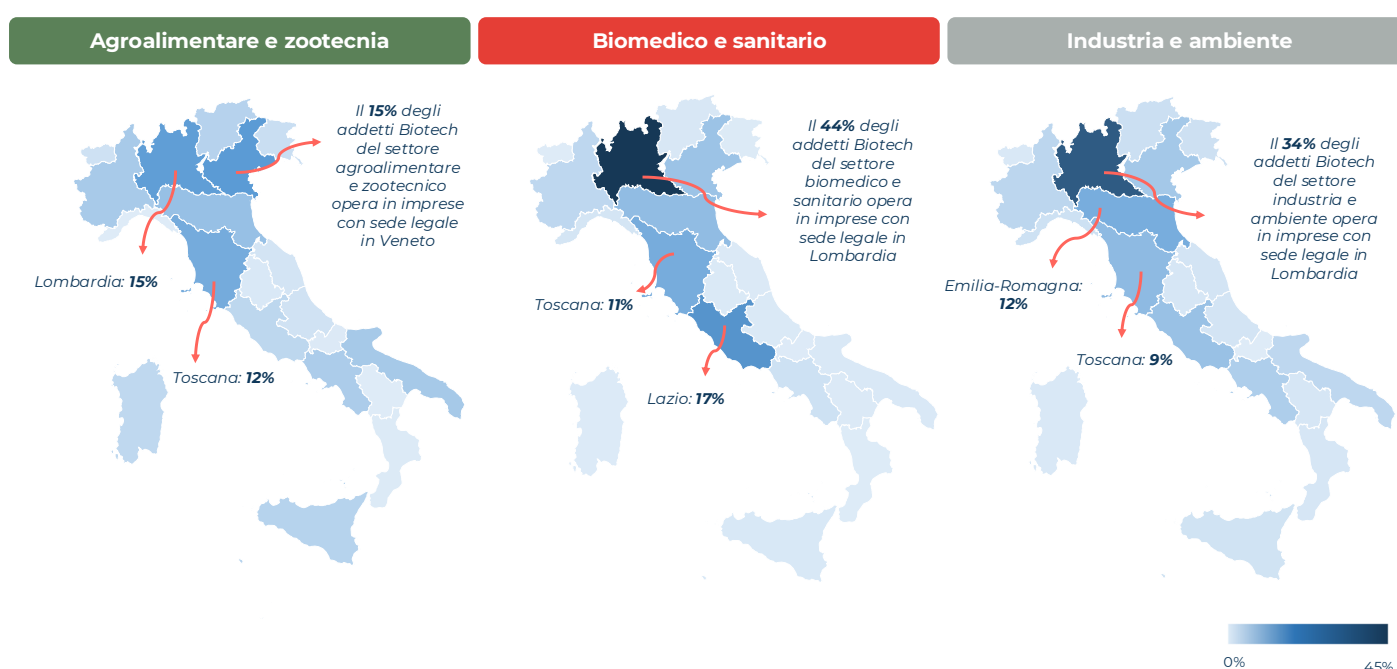 Agroalimentare e zootecnia
Il 15% degli
addetti Biotech
del settore
agroalimentare
e zootecnico
opera in imprese
con sede legale
in Veneto
Lombardia: 15%
Toscana: 12%
Biomedico e sanitario
Il 44% degli
addetti Biotech
del settore
biomedico e
sanitario opera
in imprese con
sede legale in
Lombardia
Toscana: 11%
Lazio: 17%
Industria e ambiente
Il 34% degli
addetti Biotech
del settore
industria e
ambiente opera
in imprese con
sede legale in
Lombardia
Emilia-Romagna:
12%
Toscana: 9%
0%
45%